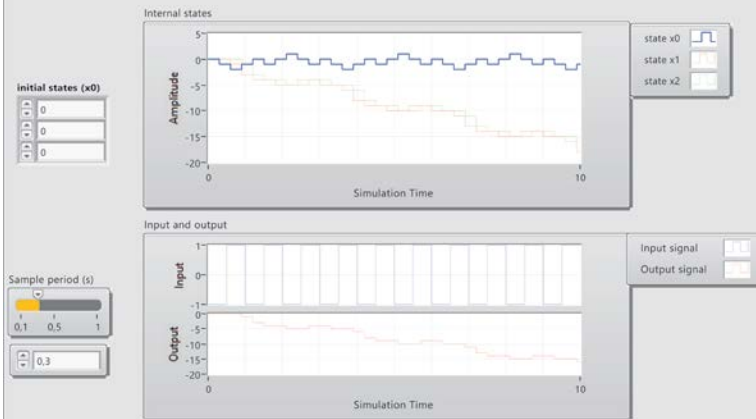 Internal states
5
0
-5
-10
-15
-20
Amplitude
0
10
Simulation Time
state x0
state x1
state x2
initial states (x0)
0
0
0
Input and output
1
0
-1
Input
0
-5
-10
-15
-20
Output
0
10
Simulation Time
Input signal
Output signal
Sample period (s)
0,1 0,5 1
0,3